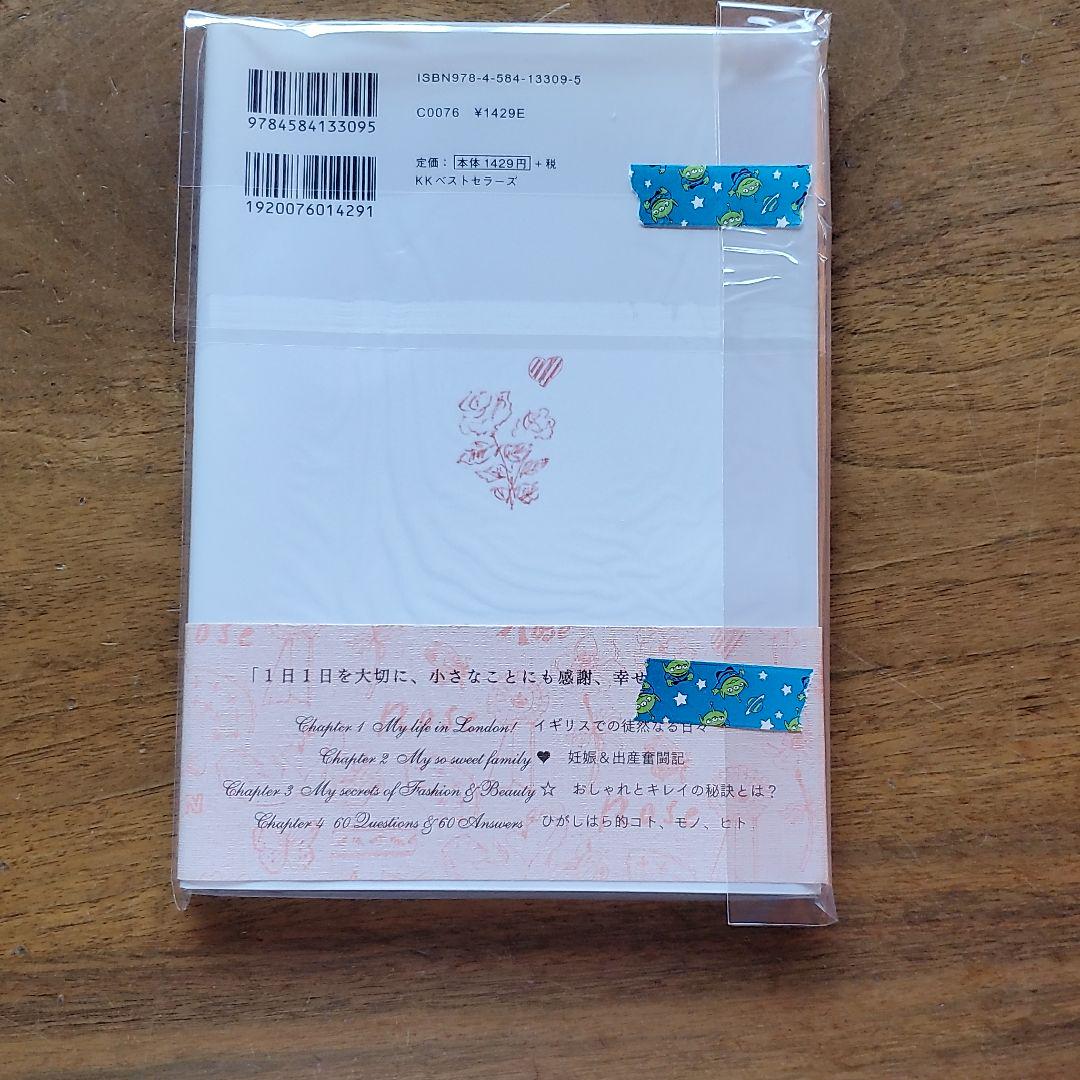 ISBN978-4-584-13309-5
9784584133095
C0076 ¥1429E
定価：本体1429円＋税
KKベストセラーズ
1920076014291
ose
Rose
「１日１日を大切に、小さなことにも感謝、幸せ
Chapter 1 My life in London! イギリスでの徒然なる日々
Chapter 2 My so sweet family ♥ 妊娠＆出産奮闘記
Chapter 3 My secrets of Fashion & Beauty ☆ おしゃれとキレイの秘訣とは？
Chapter 4 60 Questions & 60 Answers ひがしはら的コト、モノ、ヒト